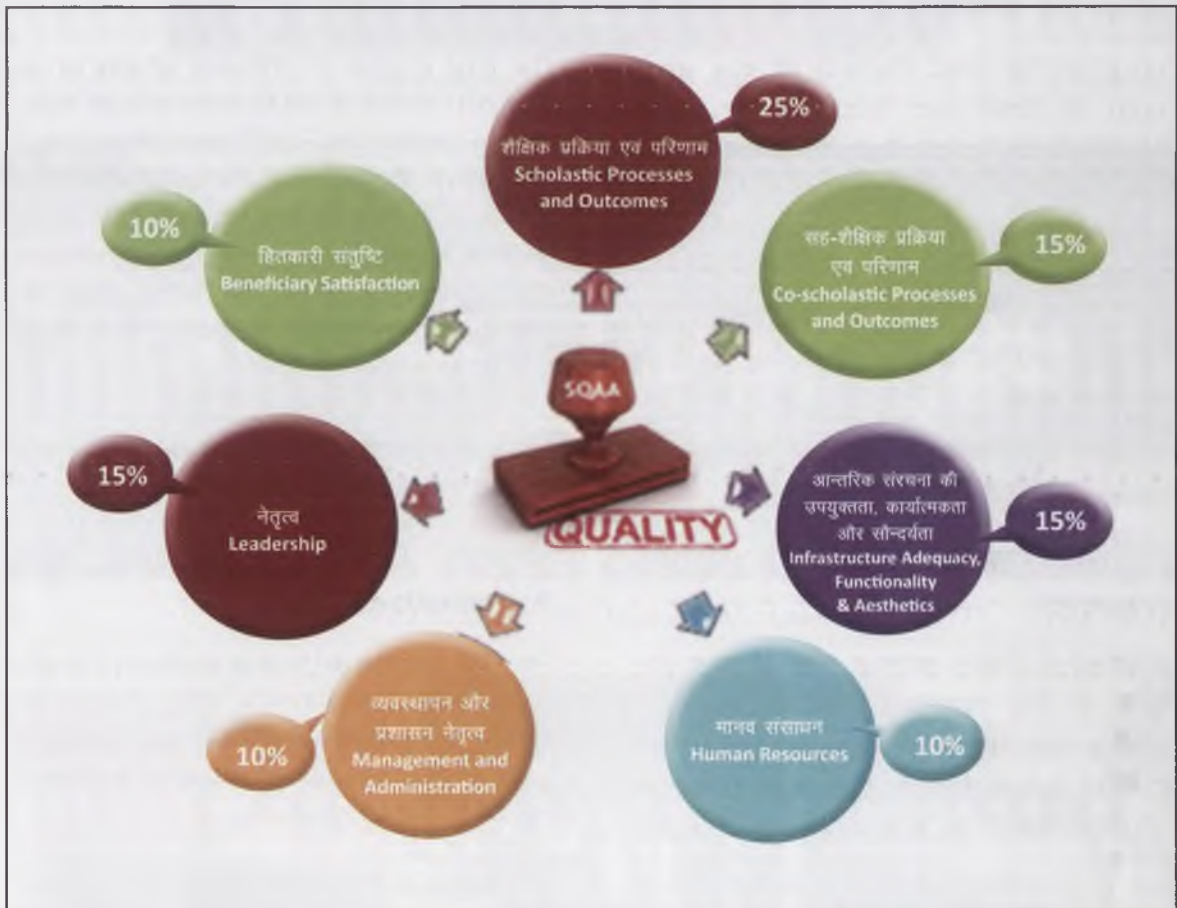 25%
शैक्षिक प्रक्रिया एवं परिणाम
Scholastic Processes
and Outcomes
10%
हितकारी संतुष्टि
Beneficiary Satisfaction
15%
सह-शैक्षिक प्रक्रिया
एवं परिणाम
Co-scholastic Processes
and Outcomes
SQAA
QUALITY
15%
नेतृत्व
Leadership
15%
आन्तरिक संरचना की
उपयुक्तता, कार्यात्मकता
और सौन्दर्यता
Infrastructure Adequacy,
Functionality
& Aesthetics
10%
व्यवस्थापन और
प्रशासन नेतृत्व
Management and
Administration
10%
मानव संसाधन
Human Resources